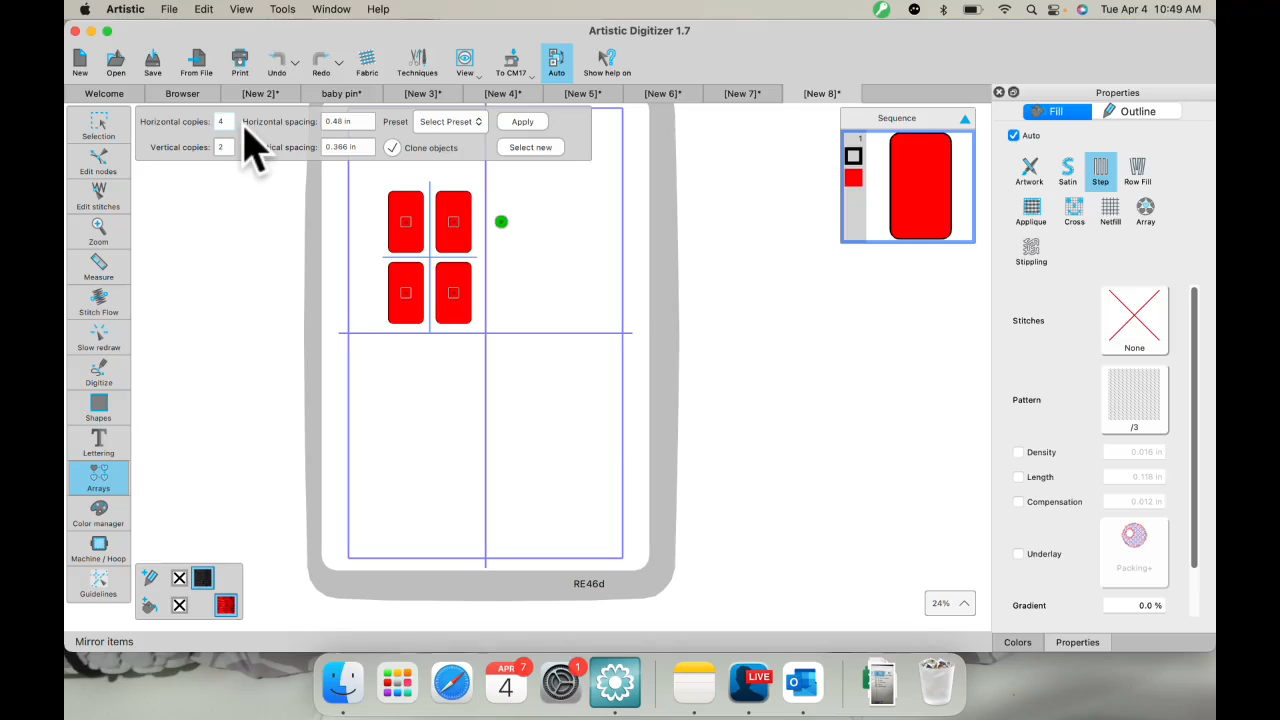 Artistic File Edit View Tools Window Help Tue Apr 4 10:49 AM
Artistic Digitizer 1.7
New Open Save From File Print Undo Redo Fabric Techniques View To CM17 Auto Show help on
Welcome Browser [New 2]* baby pin* [New 3]* [New 4]* [New 5]* [New 6]* [New 7]* [New 8]* Properties
Horizontal copies: 4 Horizontal spacing: 0.48 in Preset Select Preset Apply
Vertical copies: 2 spacing: 0.366 in Clone objects Select new
Selection
Edit nodes
Edit stitches
Zoom
Measure
Stitch Flow
Slow redraw
Digitize
Shapes
Lettering
Arrays
Color manager
Machine / Hoop
Guidelines
RE46d
24%
Mirror items
Sequence
1
Fill Outline
Auto
Artwork Satin Step Row Fill
Applique Cross Netfill Array
Stippling
Stitches
None
Pattern
/3
Density 0.016 in
Length 0.118 in
Compensation 0.012 in
Underlay
Packing+
Gradient 0.0 %
Colors Properties
APR 7
4
1
LIVE